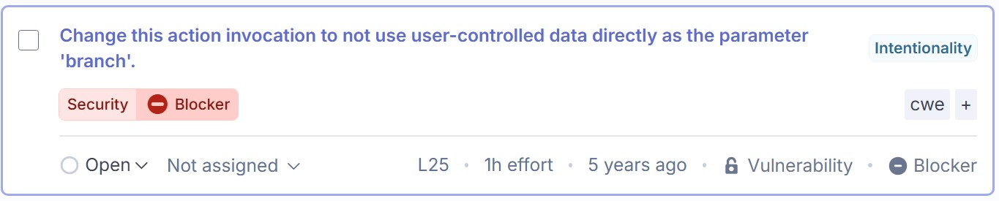 Change this action invocation to not use user-controlled data directly as the parameter
'branch'.
Intentionality
Security Blocker
cwe +
Open Not assigned L25 • 1h effort • 5 years ago • Vulnerability • Blocker